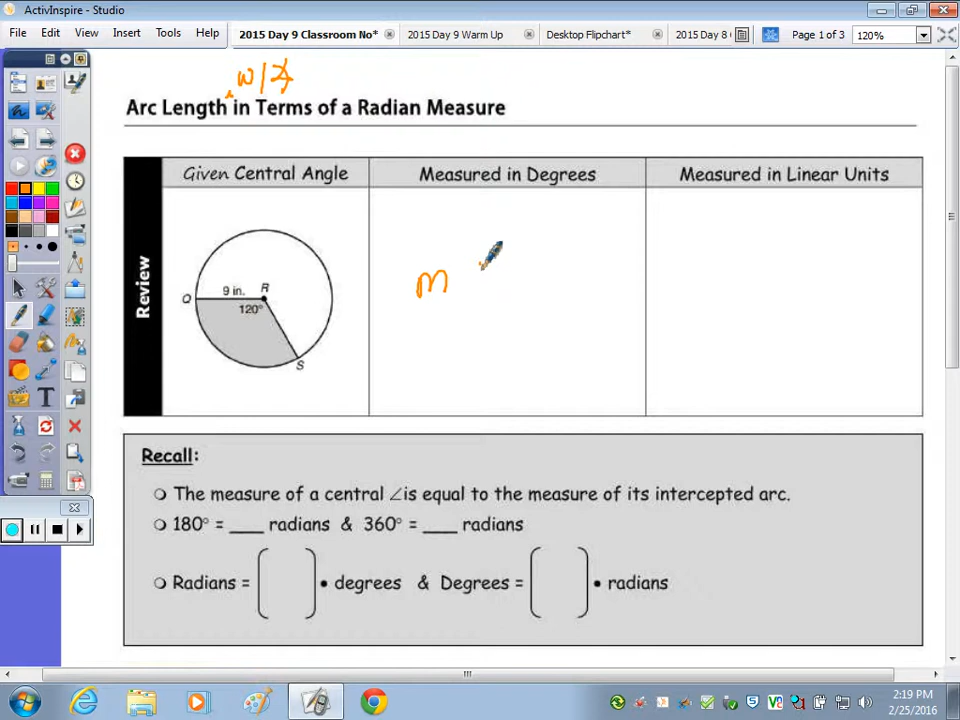 ActivInspire - Studio
File Edit View Insert Tools Help 2015 Day 9 Classroom No* 2015 Day 9 Warm Up Desktop Flipchart* 2015 Day 8 Page 1 of 3 120%
Arc Length in Terms of a Radian Measure
Given Central Angle Measured in Degrees Measured in Linear Units
Review
9 in. R
Q
120°
S
m
Recall:
○ The measure of a central ∠is equal to the measure of its intercepted arc.
○ 180° = ___ radians & 360° = ___ radians
○ Radians = ( ) • degrees & Degrees = ( ) • radians
2:19 PM
2/25/2016